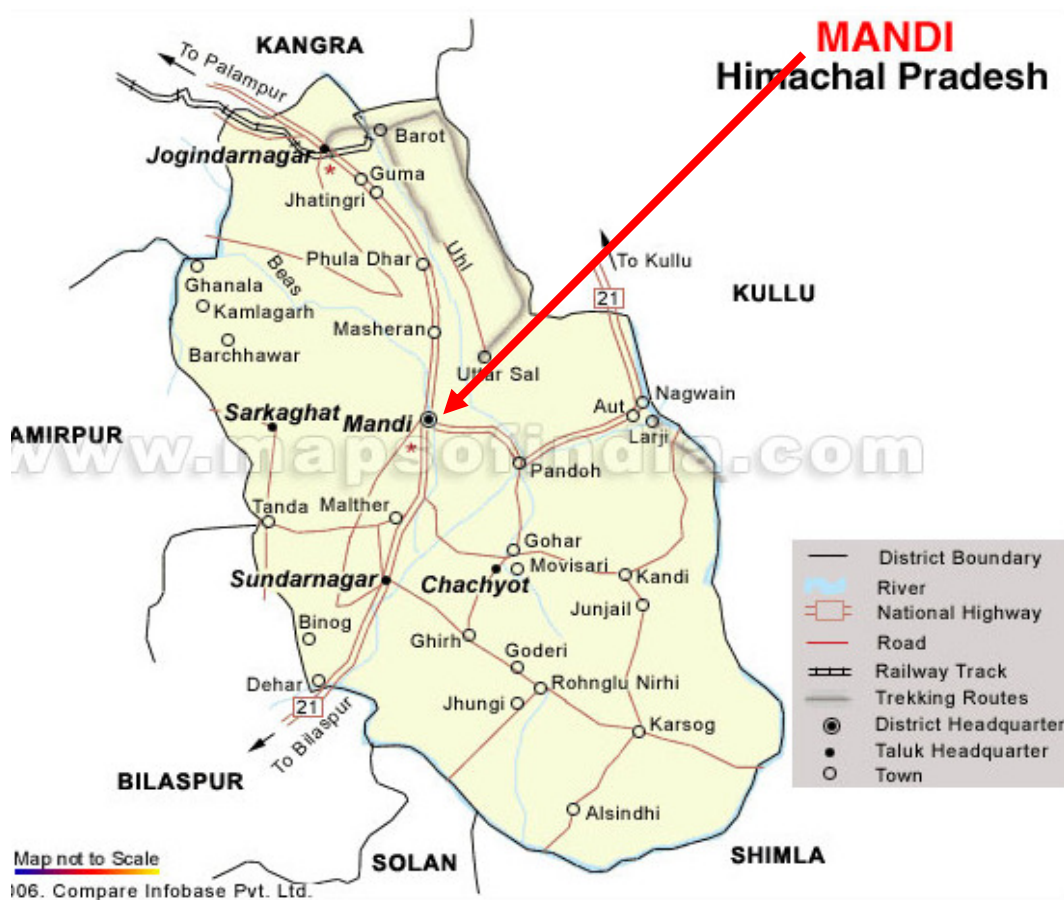 MANDI
Himachal Pradesh
KANGRA
To Palampur
Barot
Jogindarnagar
*
Guma
Jhatingri
Uhl
Phula Dhar
Beas
To Kullu
Ghanala
21
KULLU
Kamlagarh
Masheran
Barchhawar
Uttar Sal
Nagwain
Sarkaghat
Mandi
Aut
AMIRPUR
*
Larji
www.mapsofindia.com
Pandoh
Tanda
Malther
Gohar
Movisari
Sundarnagar
Chachyot
Kandi
Junjail
Binog
Ghirh
Goderi
Dehar
Rohnglu Nirhi
21
Jhungi
Karsog
To Bilaspur
BILASPUR
Alsindhi
SOLAN
SHIMLA
District Boundary
River
National Highway
Road
Railway Track
Trekking Routes
District Headquarter
Taluk Headquarter
Town
Map not to Scale
006. Compare Infobase Pvt. Ltd.